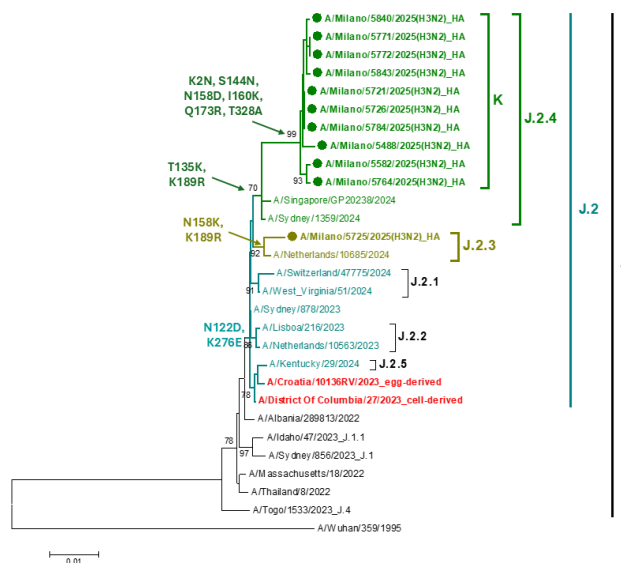 A/Milano/5840/2025(H3N2)_HA
A/Milano/5771/2025(H3N2)_HA
A/Milano/5772/2025(H3N2)_HA
A/Milano/5843/2025(H3N2)_HA
A/Milano/5721/2025(H3N2)_HA
A/Milano/5726/2025(H3N2)_HA
A/Milano/5784/2025(H3N2)_HA
A/Milano/5488/2025(H3N2)_HA
A/Milano/5582/2025(H3N2)_HA
A/Milano/5764/2025(H3N2)_HA
A/Singapore/GP20238/2024
A/Sydney/1359/2024
A/Milano/5725/2025(H3N2)_HA
A/Netherlands/10685/2024
A/Switzerland/47775/2024
A/West_Virginia/51/2024
A/Sydney/878/2023
A/Lisboa/216/2023
A/Netherlands/10563/2023
A/Kentucky/29/2024
A/Croatia/10136RV/2023_egg-derived
A/District Of Columbia/27/2023_cell-derived
A/Albania/289813/2022
A/Idaho/47/2023_J.1.1
A/Sydney/856/2023_J.1
A/Massachusetts/18/2022
A/Thailand/8/2022
A/Togo/1533/2023_J.4
A/Wuhan/359/1995
K2N, S144N,
N158D, I160K,
Q173R, T328A
T135K,
K189R
N158K,
K189R
N122D,
K276E
99
93
70
92
91
86
78
78
97
K
J.2.4
J.2.3
J.2.1
J.2.2
J.2.5
J.2
0.01